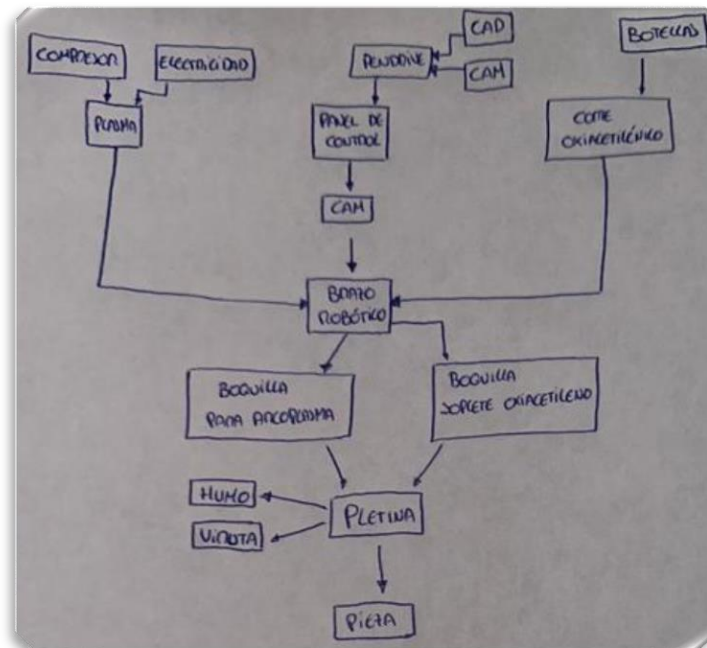 CAD
BOTELLAS
COMPRESOR
ELECTRICIDAD
PENDRIVE
CAM
PLASMA
PANEL DE
CONTROL
CORTE
OXIACETILÉNICO
CAM
BRAZO
ROBÓTICO
BOQUILLA
PARA ARCOPLASMA
BOQUILLA
SOPLETE OXIACETILENO
HUMO
PLETINA
VIRUTA
PIEZA